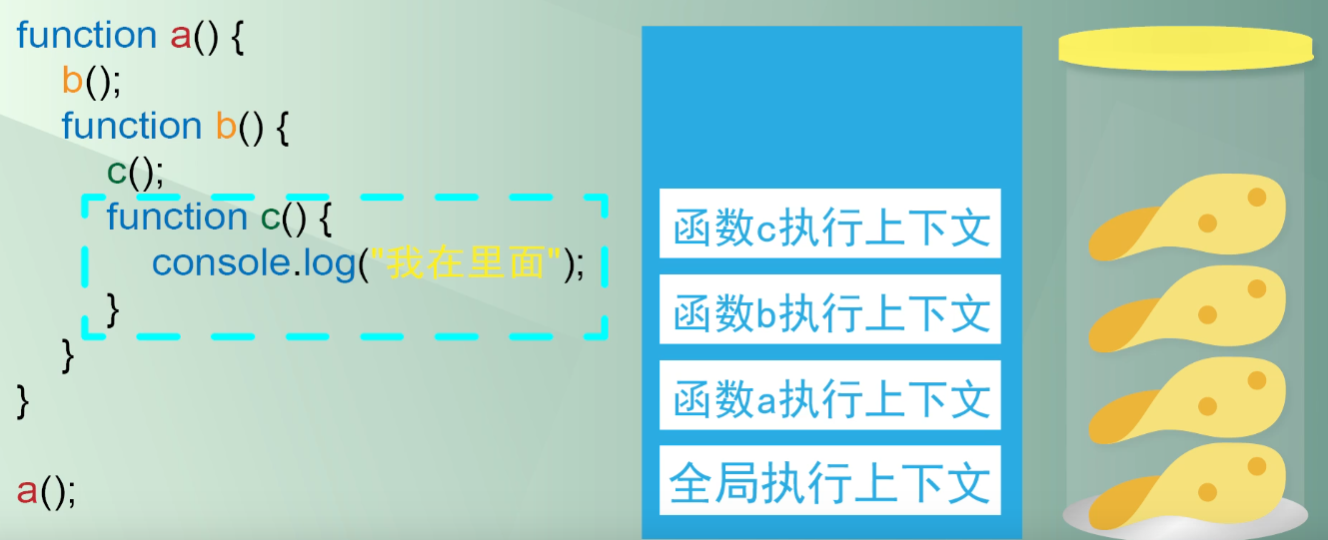 function a() {
b();
function b() {
c();
function c() {
console.log("我在里面");
}
}
}
a();
函数c执行上下文
函数b执行上下文
函数a执行上下文
全局执行上下文